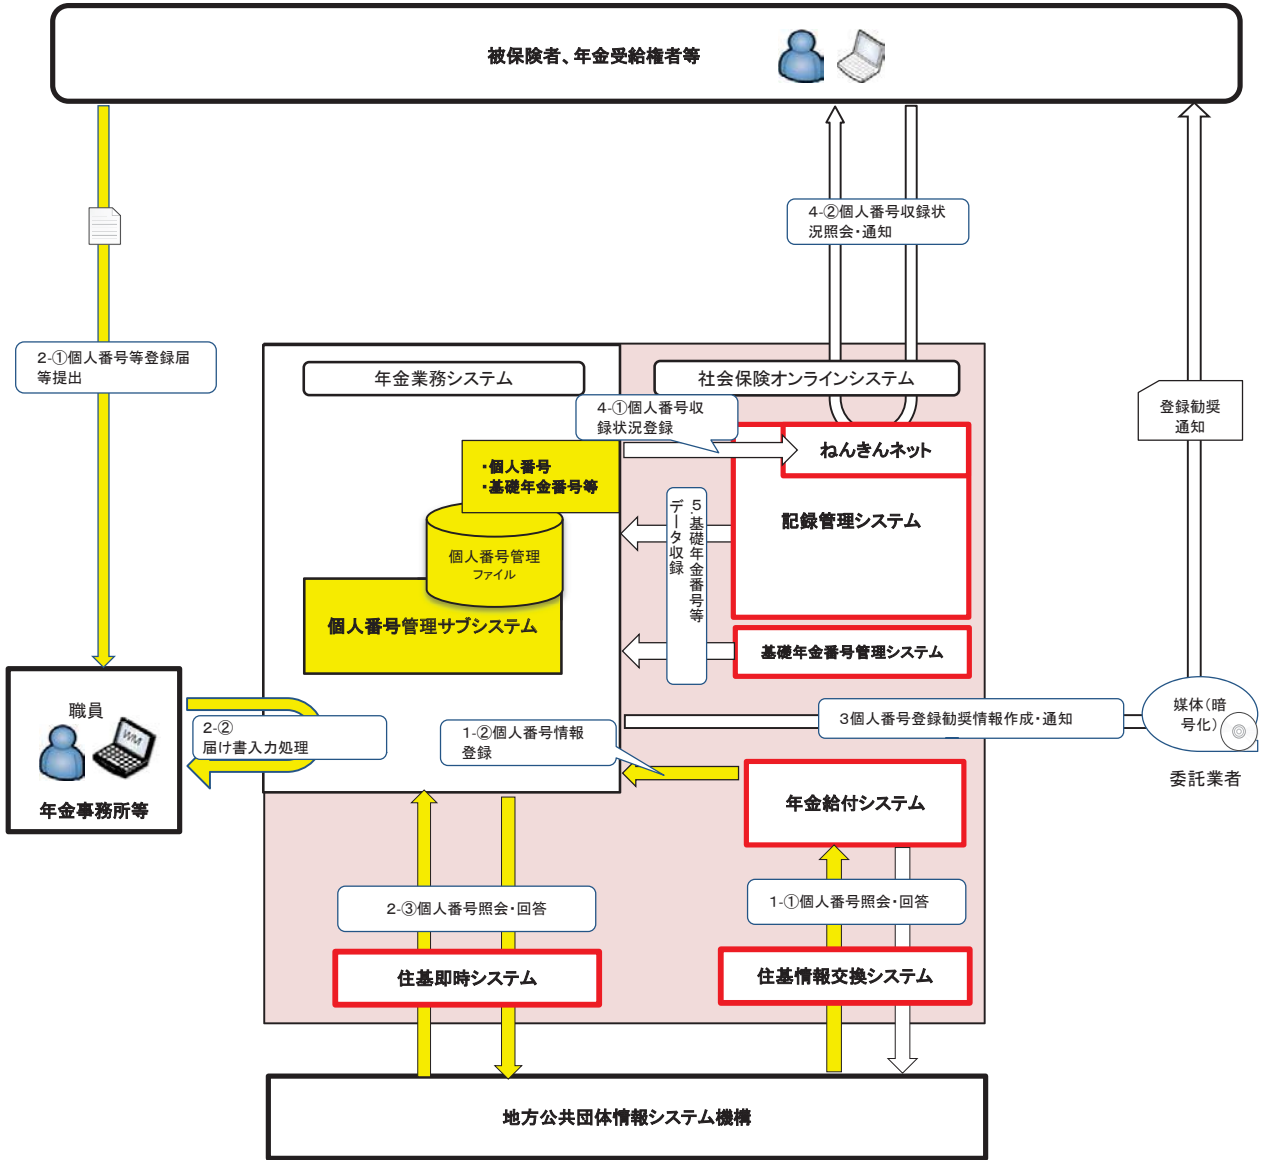 被保険者、年金受給権者等
4-②個人番号収録状
況照会・通知
2-①個人番号等登録届
等提出
年金業務システム
社会保険オンラインシステム
4-①個人番号収
録状況登録
登録勧奨
通知
ねんきんネット
・個人番号
・基礎年金番号等
記録管理システム
5.基礎年金番号等
データ収録
個人番号管理
ファイル
個人番号管理サブシステム
基礎年金番号管理システム
職員
WM
年金事務所等
2-②
届け書入力処理
1-②個人番号情報
登録
3個人番号登録勧奨情報作成・通知
媒体(暗
号化)
委託業者
年金給付システム
2-③個人番号照会・回答
1-①個人番号照会・回答
住基即時システム
住基情報交換システム
地方公共団体情報システム機構